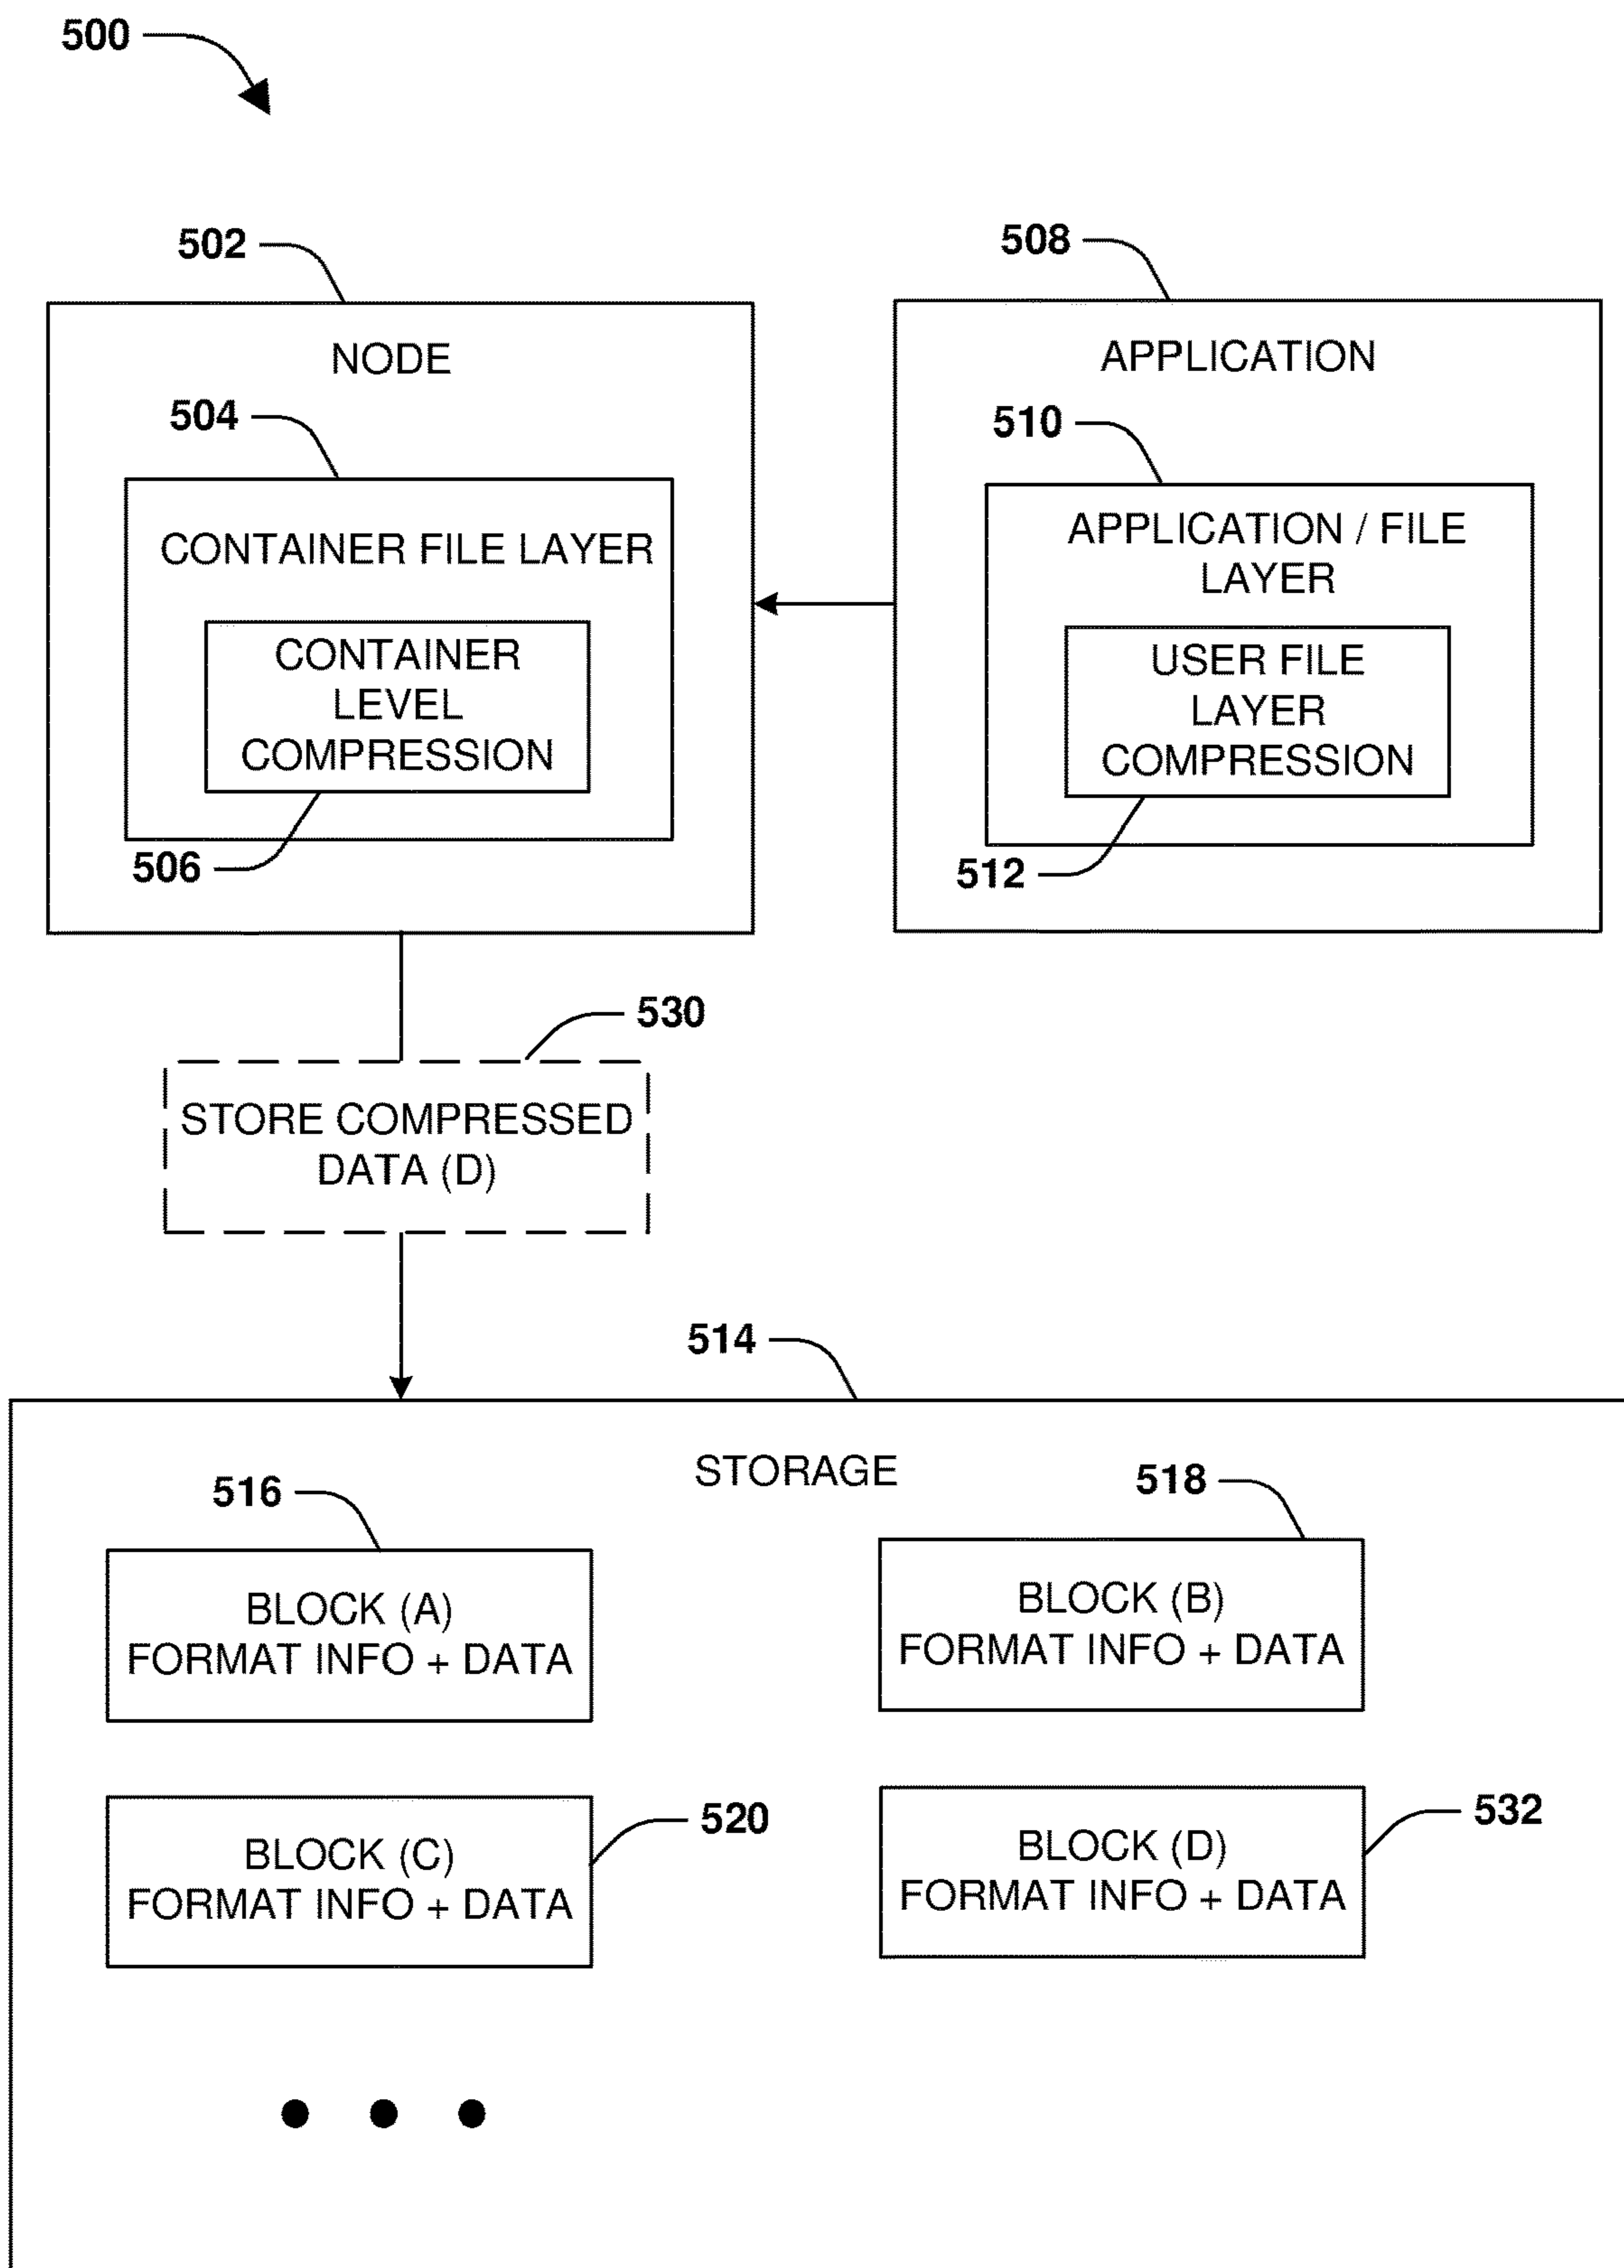 500
502
NODE
504
CONTAINER FILE LAYER
CONTAINER
LEVEL
COMPRESSION
506
508
APPLICATION
510
APPLICATION / FILE
LAYER
USER FILE
LAYER
COMPRESSION
512
530
STORE COMPRESSED
DATA (D)
514
STORAGE
516
BLOCK (A)
FORMAT INFO + DATA
518
BLOCK (B)
FORMAT INFO + DATA
BLOCK (C)
FORMAT INFO + DATA
520
BLOCK (D)
FORMAT INFO + DATA
532